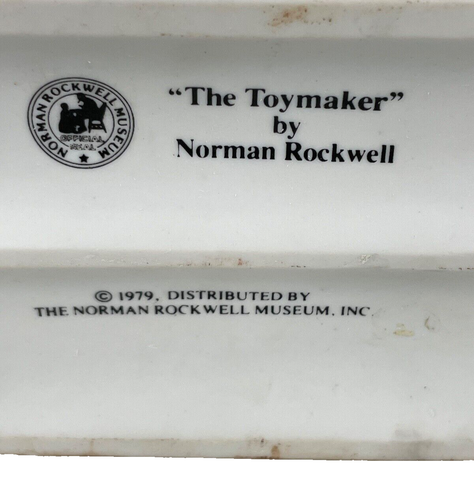 NORMAN ROCKWELL MUSEUM
OFFICIAL
SEAL
“The Toymaker”
by
Norman Rockwell
© 1979, DISTRIBUTED BY
THE NORMAN ROCKWELL MUSEUM, INC.